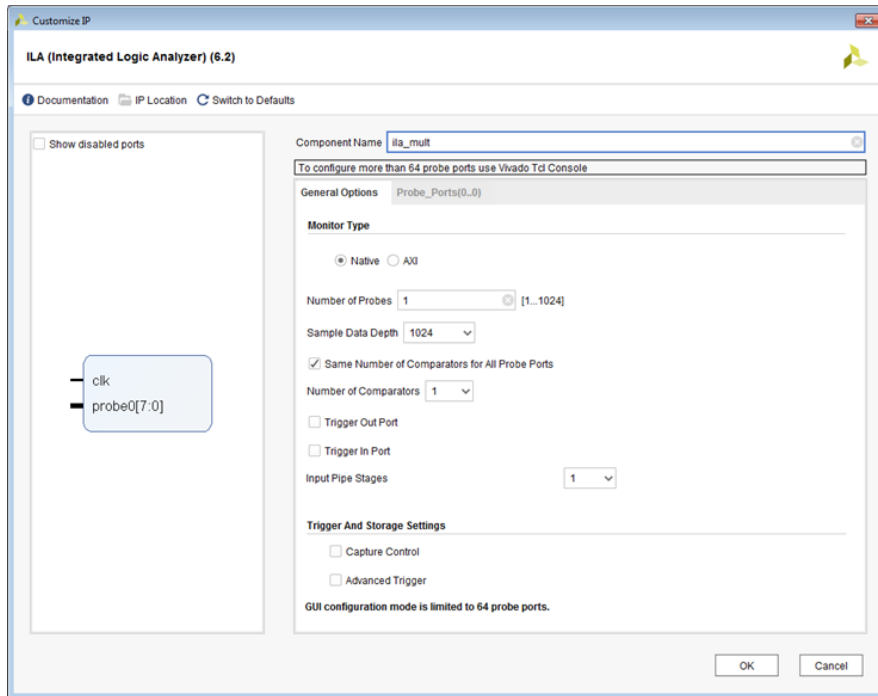 Customize IP
ILA (Integrated Logic Analyzer) (6.2)
Documentation IP Location Switch to Defaults
Show disabled ports
clk
probe0[7:0]
Component Name ila_mult
To configure more than 64 probe ports use Vivado Tcl Console
General Options Probe_Ports(0..0)
Monitor Type
Native AXI
Number of Probes 1 [1...1024]
Sample Data Depth 1024
Same Number of Comparators for All Probe Ports
Number of Comparators 1
Trigger Out Port
Trigger In Port
Input Pipe Stages 1
Trigger And Storage Settings
Capture Control
Advanced Trigger
GUI configuration mode is limited to 64 probe ports.
OK Cancel